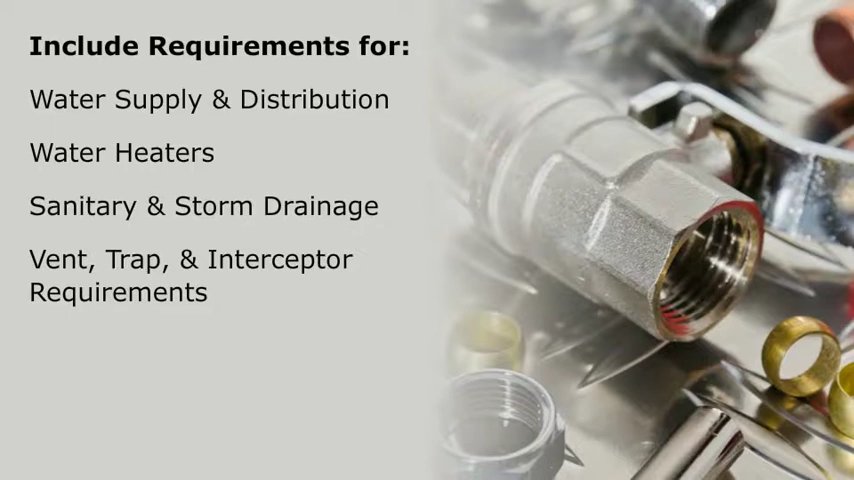 Include Requirements for:
Water Supply & Distribution
Water Heaters
Sanitary & Storm Drainage
Vent, Trap, & Interceptor
Requirements